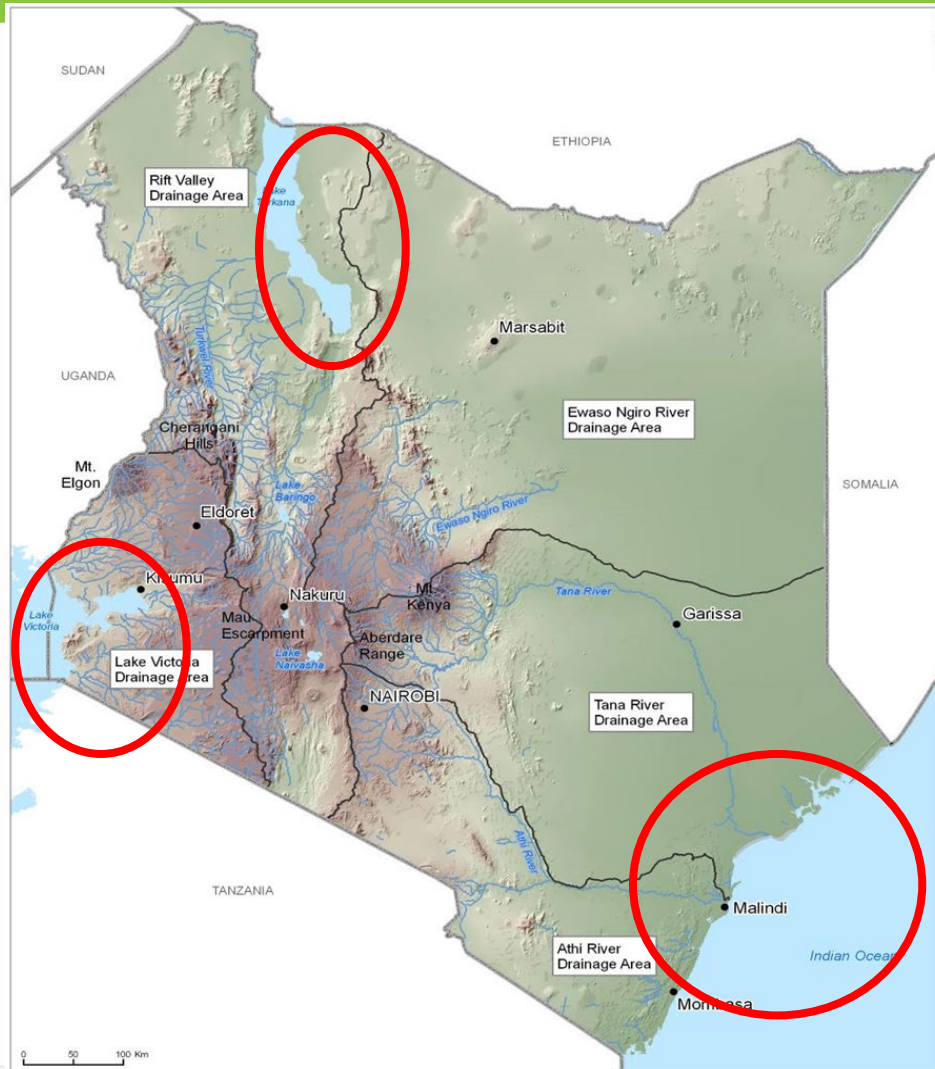 SUDAN
ETHIOPIA
Rift Valley
Drainage Area
Lake
Turkana
Marsabit
Turkwel River
UGANDA
Ewaso Ngiro River
Drainage Area
Cherangani
Hills
Mt.
Elgon
Lake
Baringo
SOMALIA
Eldoret
Ewaso Ngiro River
Kisumu
Mt.
Kenya
Tana River
Nakuru
Garissa
Lake
Victoria
Mau
Escarpment
Aberdare
Range
Lake
Naivasha
Lake Victoria
Drainage Area
NAIROBI
Tana River
Drainage Area
Athi River
TANZANIA
Malindi
Athi River
Drainage Area
Indian Ocean
Mombasa
0 50 100 Km